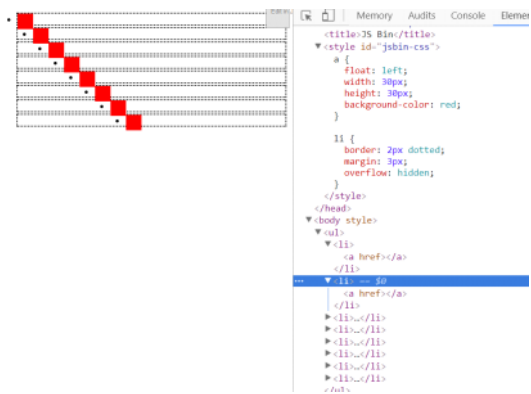 Memory Audits Console Elemen
<title>JS Bin</title>
▼<style id="jsbin-css">
a {
float: left;
width: 30px;
height: 30px;
background-color: red;
}
li {
border: 2px dotted;
margin: 3px;
overflow: hidden;
}
</style>
</head>
▼<body style>
▼<ul>
▼<li>
<a href></a>
</li>
••• ▼<li> == $0
<a href></a>
</li>
▶<li>…</li>
▶<li>…</li>
▶<li>…</li>
▶<li>…</li>
▶<li>…</li>
▶<li>…</li>
</ul>